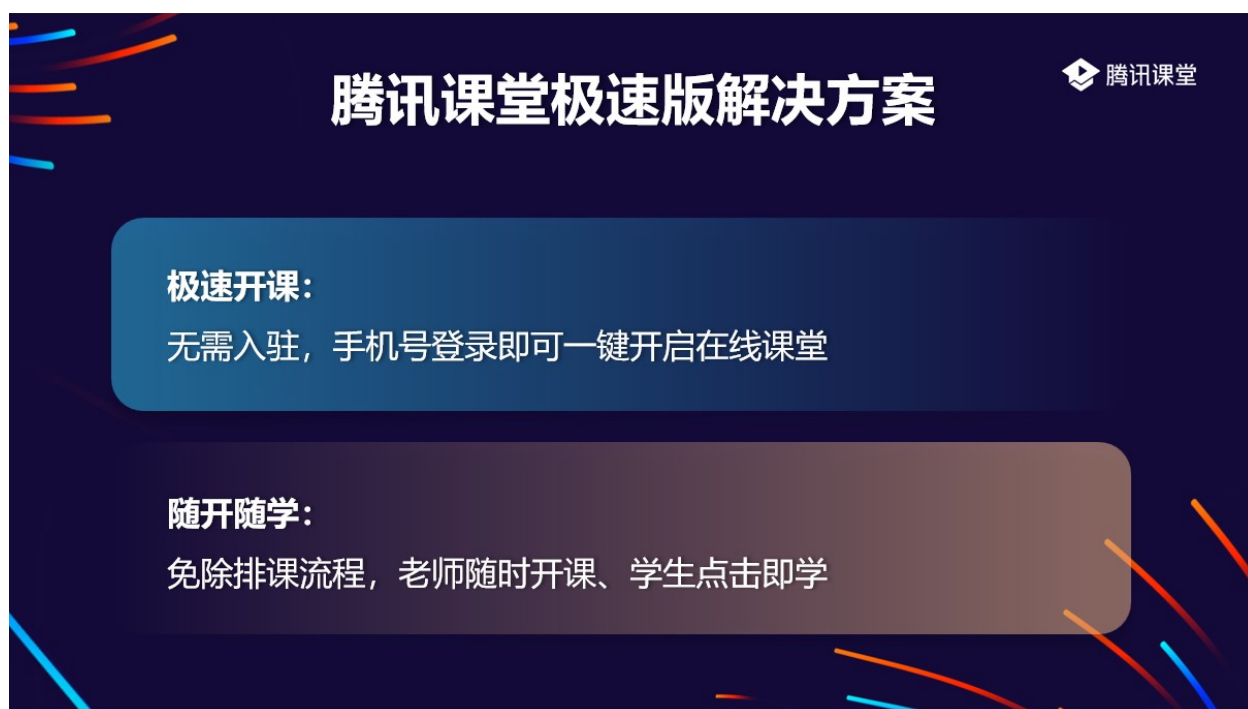 腾讯课堂极速版解决方案
腾讯课堂
极速开课：
无需入驻，手机号登录即可一键开启在线课堂
随开随学：
免除排课流程，老师随时开课、学生点击即学